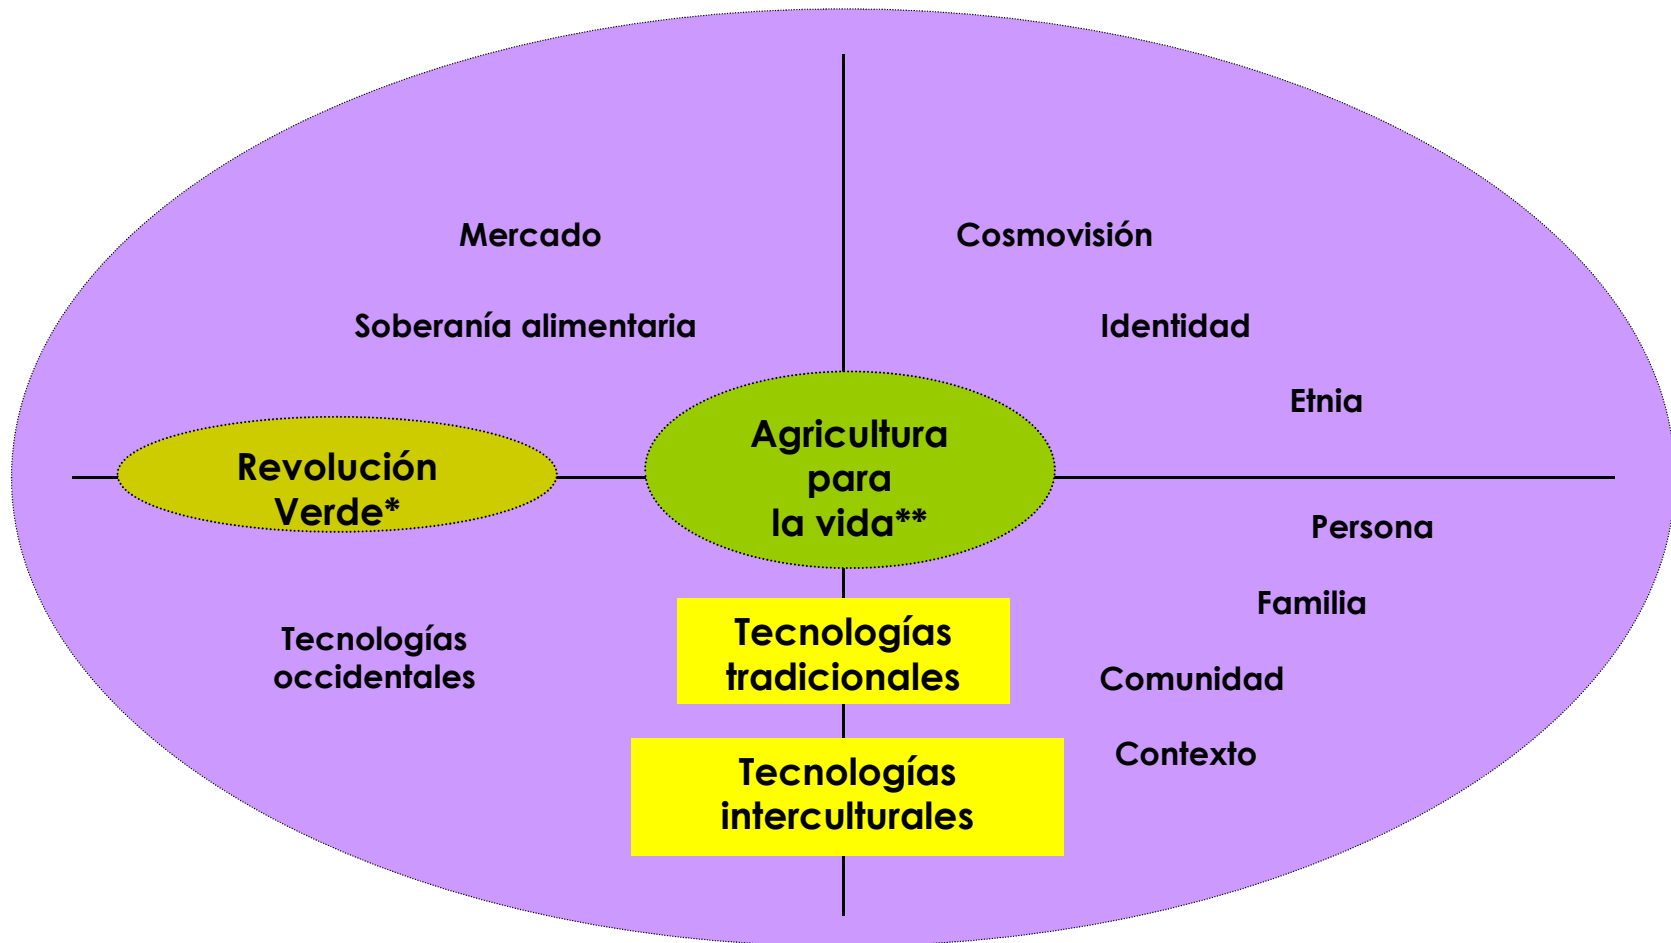 Mercado
Cosmovisión
Soberanía alimentaria
Identidad
Etnia
Revolución
Verde*
Agricultura
para
la vida**
Persona
Familia
Tecnologías
occidentales
Tecnologías
tradicionales
Comunidad
Contexto
Tecnologías
interculturales